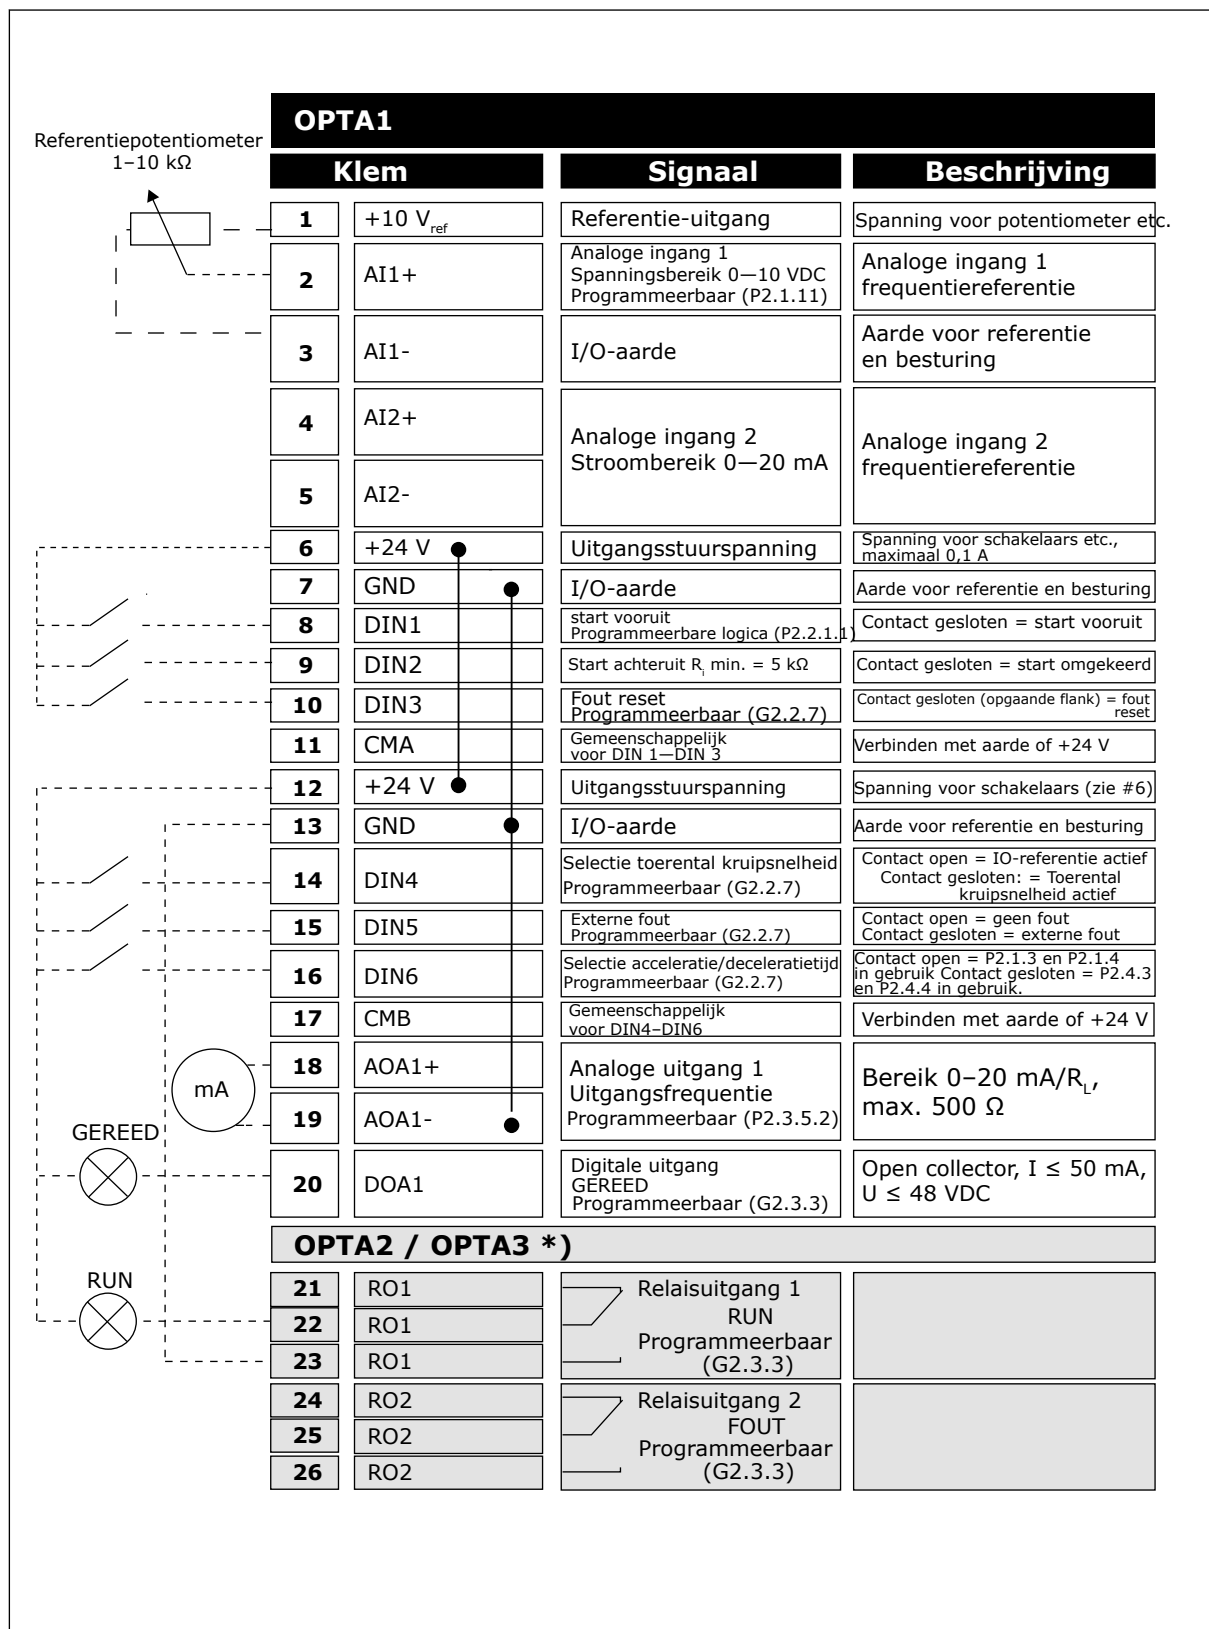 OPTA1
Referentiepotentiometer
1–10 kΩ
Klem Signaal Beschrijving
1 +10 Vref Referentie-uitgang Spanning voor potentiometer etc.
2 AI1+ Analoge ingang 1
Spanningsbereik 0—10 VDC
Programmeerbaar (P2.1.11)
Analoge ingang 1
frequentiereferentie
3 AI1- I/O-aarde Aarde voor referentie
en besturing
4 AI2+
5 AI2-
Analoge ingang 2
Stroombereik 0—20 mA
Analoge ingang 2
frequentiereferentie
6 +24 V Uitgangsstuurspanning Spanning voor schakelaars etc.,
maximaal 0,1 A
7 GND I/O-aarde Aarde voor referentie en besturing
8 DIN1 start vooruit
Programmeerbare logica (P2.2.1.1)
Contact gesloten = start vooruit
9 DIN2 Start achteruit Ri min. = 5 kΩ Contact gesloten = start omgekeerd
10 DIN3 Fout reset
Programmeerbaar (G2.2.7)
Contact gesloten (opgaande flank) = fout
reset
11 CMA Gemeenschappelijk
voor DIN 1—DIN 3
Verbinden met aarde of +24 V
12 +24 V Uitgangsstuurspanning Spanning voor schakelaars (zie #6)
13 GND I/O-aarde Aarde voor referentie en besturing
14 DIN4 Selectie toerental kruipsnelheid
Programmeerbaar (G2.2.7)
Contact open = IO-referentie actief
Contact gesloten: = Toerental
kruipsnelheid actief
15 DIN5 Externe fout
Programmeerbaar (G2.2.7)
Contact open = geen fout
Contact gesloten = externe fout
16 DIN6 Selectie acceleratie/deceleratietijd
Programmeerbaar (G2.2.7)
Contact open = P2.1.3 en P2.1.4
in gebruik Contact gesloten = P2.4.3
en P2.4.4 in gebruik.
17 CMB Gemeenschappelijk
voor DIN4–DIN6
Verbinden met aarde of +24 V
mA
18 AOA1+
19 AOA1-
Analoge uitgang 1
Uitgangsfrequentie
Programmeerbaar (P2.3.5.2)
Bereik 0–20 mA/RL,
max. 500 Ω
GEREED
20 DOA1 Digitale uitgang
GEREED
Programmeerbaar (G2.3.3)
Open collector, I ≤ 50 mA,
U ≤ 48 VDC
OPTA2 / OPTA3 *)
RUN
21 RO1
22 RO1
23 RO1
Relaisuitgang 1
RUN
Programmeerbaar
(G2.3.3)
24 RO2
25 RO2
26 RO2
Relaisuitgang 2
FOUT
Programmeerbaar
(G2.3.3)